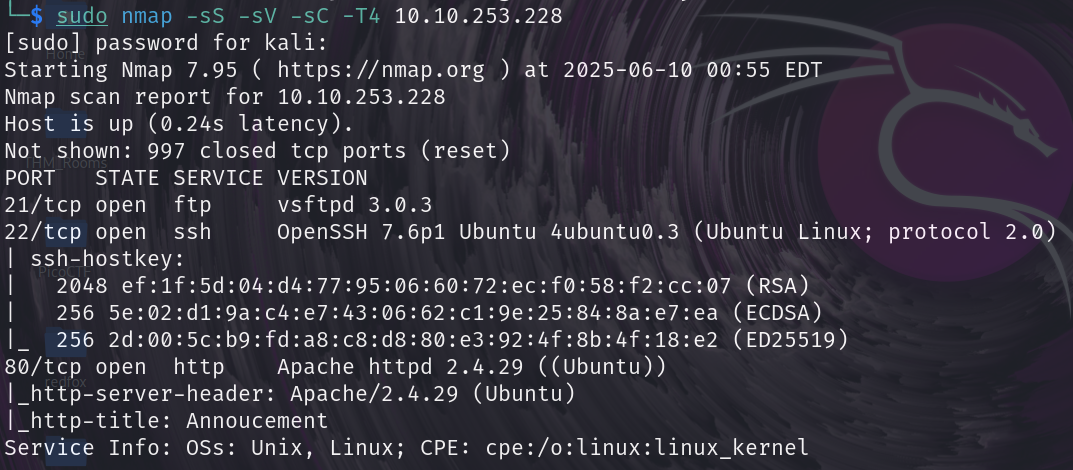 └─$ sudo nmap -sS -sV -sC -T4 10.10.253.228
[sudo] password for kali:
Starting Nmap 7.95 ( https://nmap.org ) at 2025-06-10 00:55 EDT
Nmap scan report for 10.10.253.228
Host is up (0.24s latency).
Not shown: 997 closed tcp ports (reset)
THM_Rooms
PORT   STATE SERVICE VERSION
21/tcp open  ftp     vsftpd 3.0.3
22/tcp open  ssh     OpenSSH 7.6p1 Ubuntu 4ubuntu0.3 (Ubuntu Linux; protocol 2.0)
| ssh-hostkey:
PicoCTF
|   2048 ef:1f:5d:04:d4:77:95:06:60:72:ec:f0:58:f2:cc:07 (RSA)
|   256 5e:02:d1:9a:c4:e7:43:06:62:c1:9e:25:84:8a:e7:ea (ECDSA)
|_  256 2d:00:5c:b9:fd:a8:c8:d8:80:e3:92:4f:8b:4f:18:e2 (ED25519)
80/tcp open  http    Apache httpd 2.4.29 ((Ubuntu))
|_http-server-header: Apache/2.4.29 (Ubuntu)
|_http-title: Annoucement
Service Info: OSs: Unix, Linux; CPE: cpe:/o:linux:linux_kernel